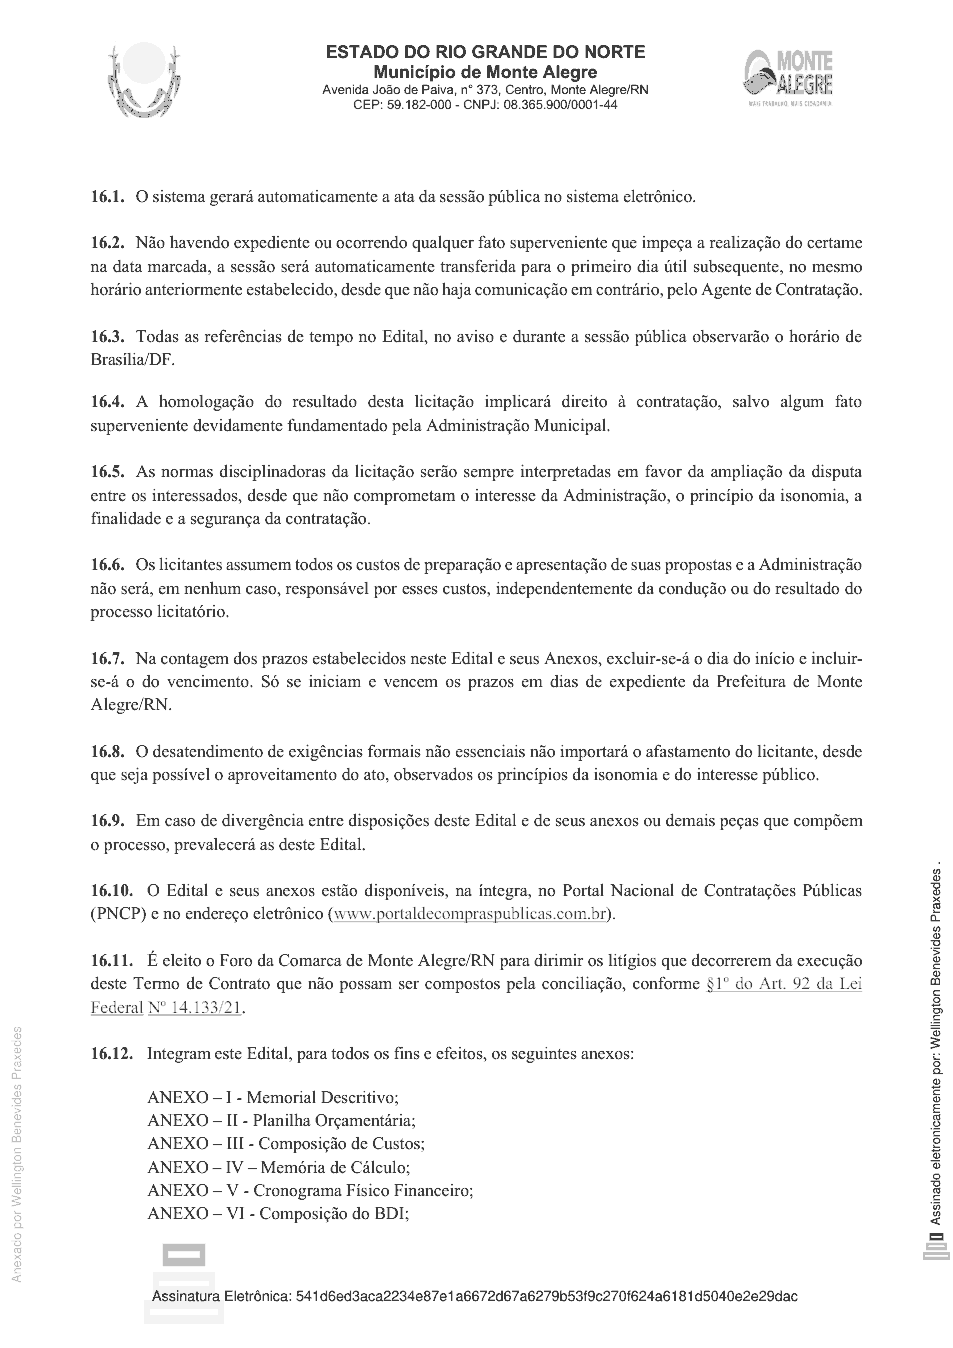 ESTADO DO RIO GRANDE DO NORTE
Município de Monte Alegre
Avenida João de Paiva, n° 373, Centro, Monte Alegre/RN
CEP: 59.182-000 - CNPJ: 08.365.900/0001-44
MONTE
ALEGRE
MAIS TRABALHO, MAIS CIDADANIA
16.1. O sistema gerará automaticamente a ata da sessão pública no sistema eletrônico.
16.2. Não havendo expediente ou ocorrendo qualquer fato superveniente que impeça a realização do certame
na data marcada, a sessão será automaticamente transferida para o primeiro dia útil subsequente, no mesmo
horário anteriormente estabelecido, desde que não haja comunicação em contrário, pelo Agente de Contratação.
16.3. Todas as referências de tempo no Edital, no aviso e durante a sessão pública observarão o horário de
Brasília/DF.
16.4. A homologação do resultado desta licitação implicará direito à contratação, salvo algum fato
superveniente devidamente fundamentado pela Administração Municipal.
16.5. As normas disciplinadoras da licitação serão sempre interpretadas em favor da ampliação da disputa
entre os interessados, desde que não comprometam o interesse da Administração, o princípio da isonomia, a
finalidade e a segurança da contratação.
16.6. Os licitantes assumem todos os custos de preparação e apresentação de suas propostas e a Administração
não será, em nenhum caso, responsável por esses custos, independentemente da condução ou do resultado do
processo licitatório.
16.7. Na contagem dos prazos estabelecidos neste Edital e seus Anexos, excluir-se-á o dia do início e incluir-
se-á o do vencimento. Só se iniciam e vencem os prazos em dias de expediente da Prefeitura de Monte
Alegre/RN.
16.8. O desatendimento de exigências formais não essenciais não importará o afastamento do licitante, desde
que seja possível o aproveitamento do ato, observados os princípios da isonomia e do interesse público.
16.9. Em caso de divergência entre disposições deste Edital e de seus anexos ou demais peças que compõem
o processo, prevalecerá as deste Edital.
16.10. O Edital e seus anexos estão disponíveis, na íntegra, no Portal Nacional de Contratações Públicas
(PNCP) e no endereço eletrônico (www.portaldecompraspublicas.com.br).
16.11. É eleito o Foro da Comarca de Monte Alegre/RN para dirimir os litígios que decorrerem da execução
deste Termo de Contrato que não possam ser compostos pela conciliação, conforme §1º do Art. 92 da Lei
Federal Nº 14.133/21.
16.12. Integram este Edital, para todos os fins e efeitos, os seguintes anexos:
ANEXO – I - Memorial Descritivo;
ANEXO – II - Planilha Orçamentária;
ANEXO – III - Composição de Custos;
ANEXO – IV – Memória de Cálculo;
ANEXO – V - Cronograma Físico Financeiro;
ANEXO – VI - Composição do BDI;
Assinatura Eletrônica: 541d6ed3aca2234e87e1a6672d67a6279b53f9c270f624a6181d5040e2e29dac
Anexado por Wellington Benevides Praxedes
Assinado eletronicamente por: Wellington Benevides Praxedes .